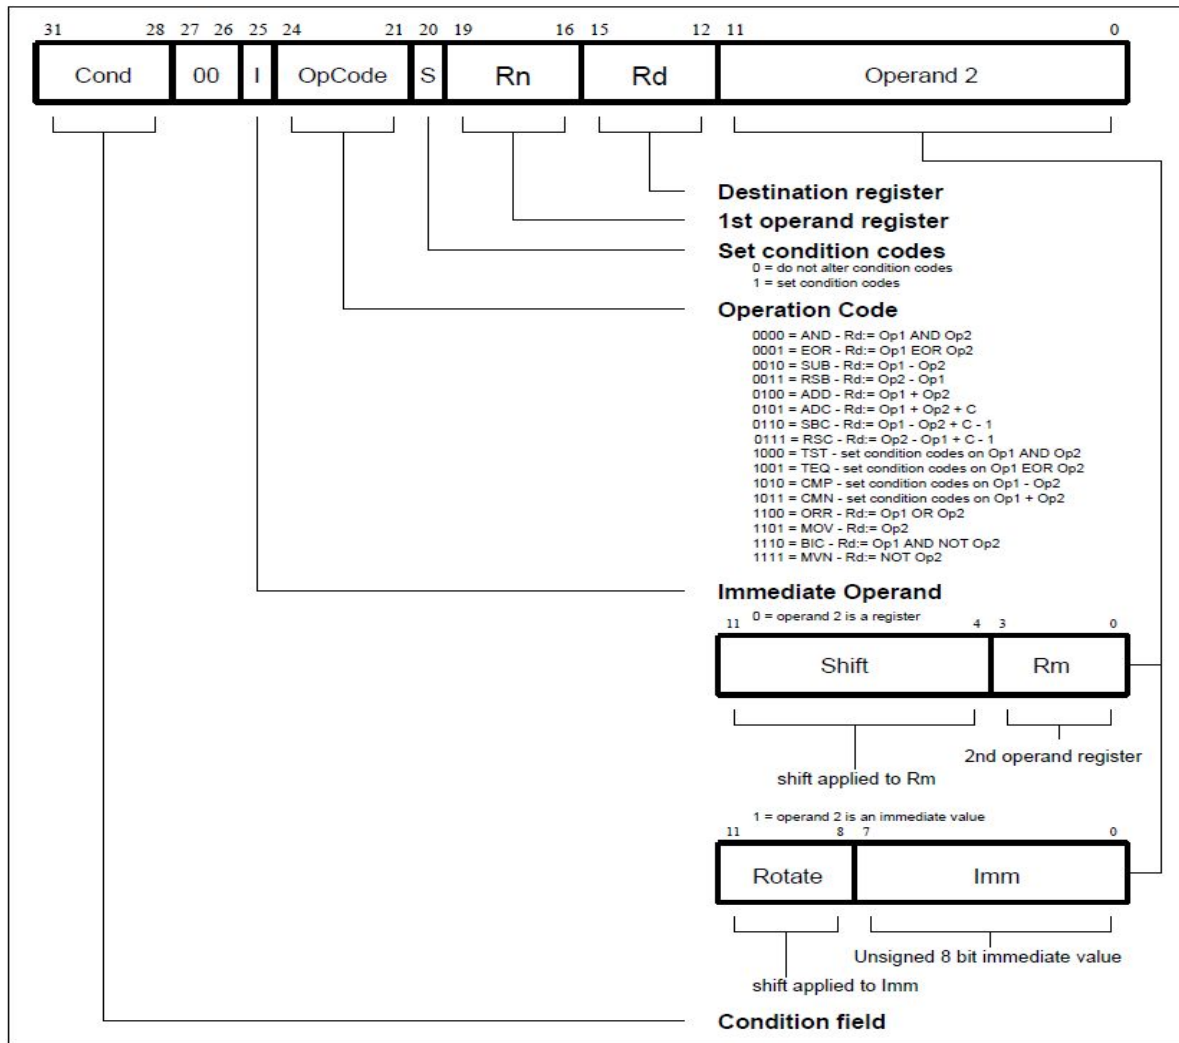 31 28 27 26 25 24 21 20 19 16 15 12 11 0
Cond 00 I OpCode S Rn Rd Operand 2
Destination register
1st operand register
Set condition codes
0 = do not alter condition codes
1 = set condition codes
Operation Code
0000 = AND - Rd:= Op1 AND Op2
0001 = EOR - Rd:= Op1 EOR Op2
0010 = SUB - Rd:= Op1 - Op2
0011 = RSB - Rd:= Op2 - Op1
0100 = ADD - Rd:= Op1 + Op2
0101 = ADC - Rd:= Op1 + Op2 + C
0110 = SBC - Rd:= Op1 - Op2 + C - 1
0111 = RSC - Rd:= Op2 - Op1 + C - 1
1000 = TST - set condition codes on Op1 AND Op2
1001 = TEQ - set condition codes on Op1 EOR Op2
1010 = CMP - set condition codes on Op1 - Op2
1011 = CMN - set condition codes on Op1 + Op2
1100 = ORR - Rd:= Op1 OR Op2
1101 = MOV - Rd:= Op2
1110 = BIC - Rd:= Op1 AND NOT Op2
1111 = MVN - Rd:= NOT Op2
Immediate Operand
0 = operand 2 is a register
11 4 3 0
Shift Rm
2nd operand register
shift applied to Rm
1 = operand 2 is an immediate value
11 8 7 0
Rotate Imm
Unsigned 8 bit immediate value
shift applied to Imm
Condition field